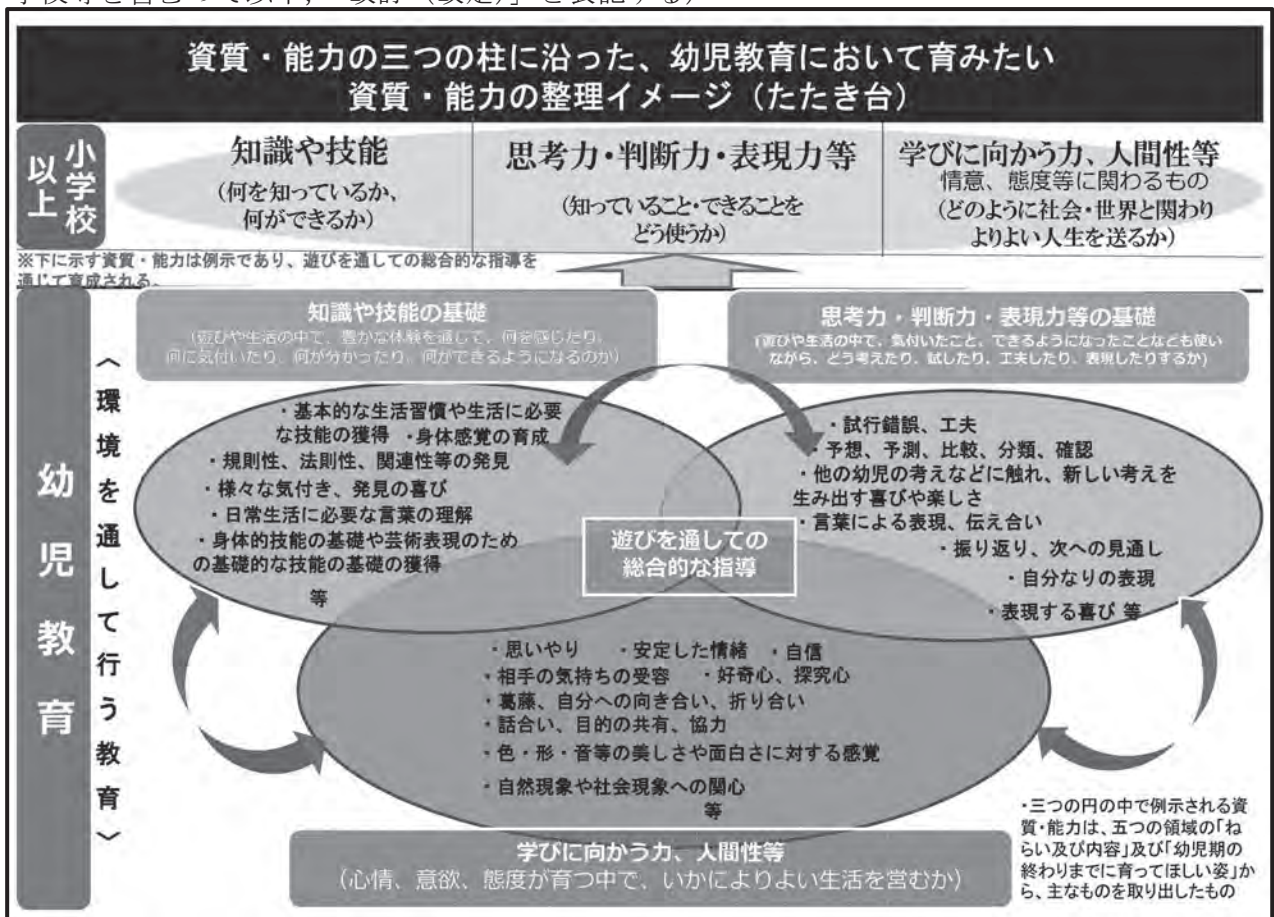 資質・能力の三つの柱に沿った、幼児教育において育みたい
資質・能力の整理イメージ（たたき台）
小学校
以上
知識や技能
(何を知っているか、
何ができるか)
思考力・判断力・表現力等
(知っていること・できることを
どう使うか)
学びに向かう力、人間性等
情意、態度等に関わるもの
(どのように社会・世界と関わり
よりよい人生を送るか)
※下に示す資質・能力は例示であり、遊びを通しての総合的な指導を
通じて育成される。
幼児教育
〈環境を通して行う教育〉
知識や技能の基礎
(遊びや生活の中で、豊かな体験を通じて、何を感じたり、
何に気付いたり、何が分かったり、何ができるようになるのか)
思考力・判断力・表現力等の基礎
(遊びや生活の中で、気付いたこと、できるようになったことなども使い
ながら、どう考えたり、試したり、工夫したり、表現したりするか)
・基本的な生活習慣や生活に必要
な技能の獲得 ・身体感覚の育成
・規則性、法則性、関連性等の発見
・様々な気付き、発見の喜び
・日常生活に必要な言葉の理解
・身体的技能の基礎や芸術表現のため
の基礎的な技能の基礎の獲得
等
・試行錯誤、工夫
・予想、予測、比較、分類、確認
・他の幼児の考えなどに触れ、新しい考えを
生み出す喜びや楽しさ
・言葉による表現、伝え合い
・振り返り、次への見通し
・自分なりの表現
・表現する喜び 等
遊びを通しての
総合的な指導
・思いやり ・安定した情緒 ・自信
・相手の気持ちの受容 ・好奇心、探究心
・葛藤、自分への向き合い、折り合い
・話合い、目的の共有、協力
・色・形・音等の美しさや面白さに対する感覚
・自然現象や社会現象への関心
等
学びに向かう力、人間性等
(心情、意欲、態度が育つ中で、いかによりよい生活を営むか)
・三つの円の中で例示される資
質・能力は、五つの領域の「ね
らい及び内容」及び「幼児期の
終わりまでに育ってほしい姿」か
ら、主なものを取り出したもの